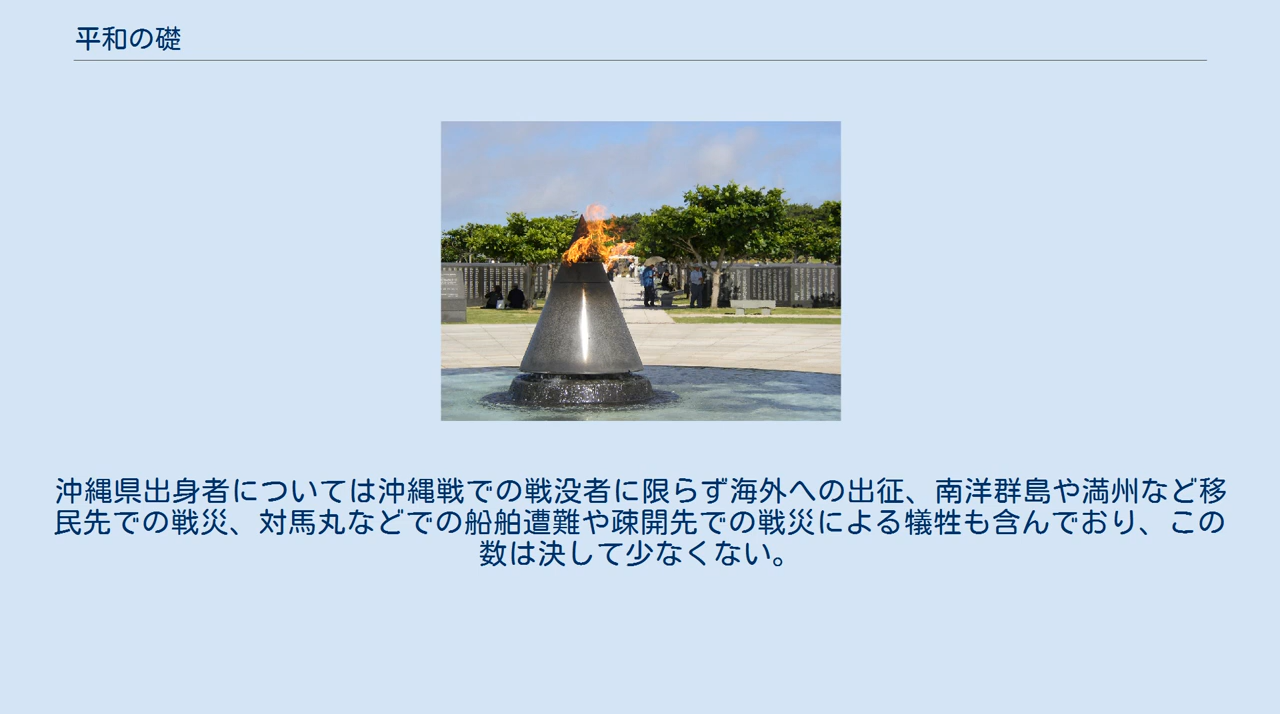 平和の礎
沖縄県出身者については沖縄戦での戦没者に限らず海外への出征、南洋群島や満州など移
民先での戦災、対馬丸などでの船舶遭難や疎開先での戦災による犠牲も含んでおり、この
数は決して少なくない。